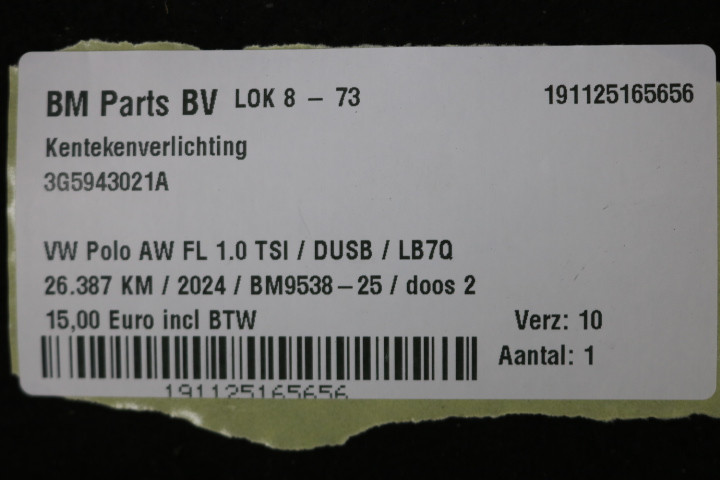 BM Parts BV LOK 8 – 73 191125165656
Kentekenverlichting
3G5943021A
VW Polo AW FL 1.0 TSI / DUSB / LB7Q
26.387 KM / 2024 / BM9538–25 / doos 2
15,00 Euro incl BTW Verz: 10
Aantal: 1
191125165656